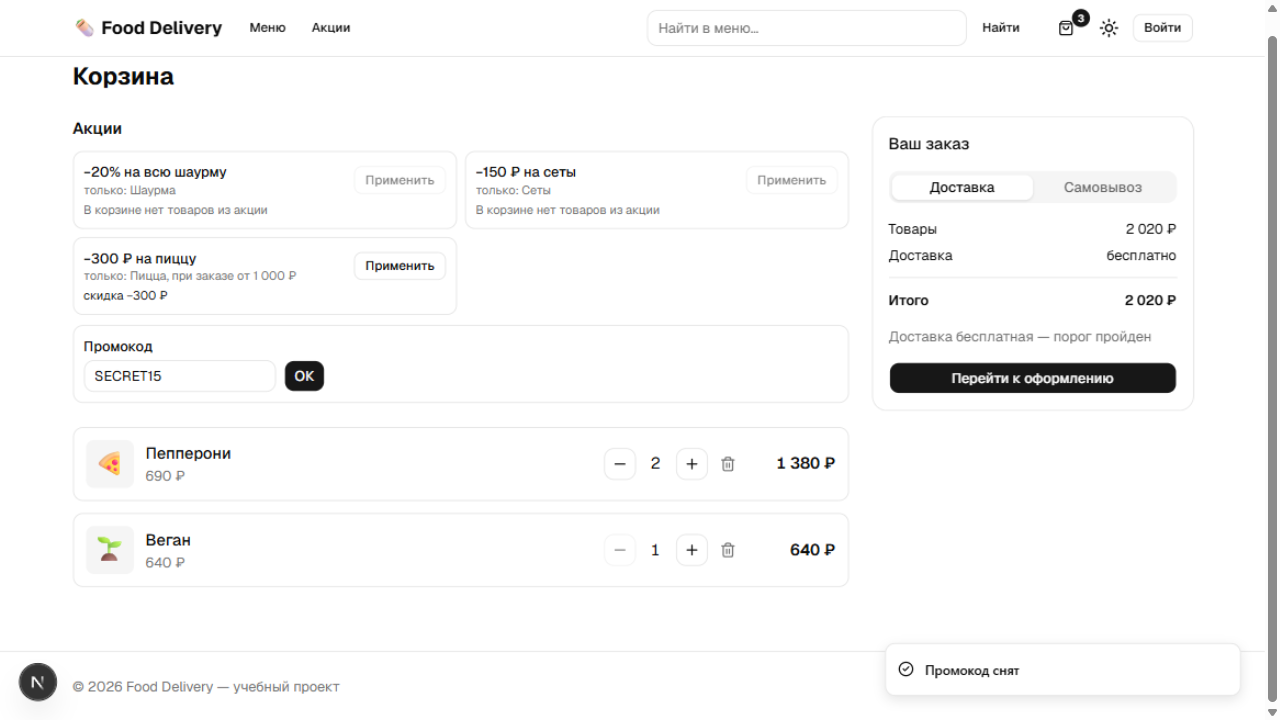 Food Delivery
Меню
Акции
Найти в меню...
Найти
3
Войти
Корзина
Акции
−20% на всю шаурму
только: Шаурма
В корзине нет товаров из акции
Применить
−150 ₽ на сеты
только: Сеты
В корзине нет товаров из акции
Применить
−300 ₽ на пиццу
только: Пицца, при заказе от 1 000 ₽
скидка −300 ₽
Применить
Промокод
SECRET15
OK
Пепперони
690 ₽
2
1 380 ₽
Веган
640 ₽
1
640 ₽
Ваш заказ
Доставка
Самовывоз
Товары 2 020 ₽
Доставка бесплатно
Итого 2 020 ₽
Доставка бесплатная — порог пройден
Перейти к оформлению
N
© 2026 Food Delivery — учебный проект
Промокод снят